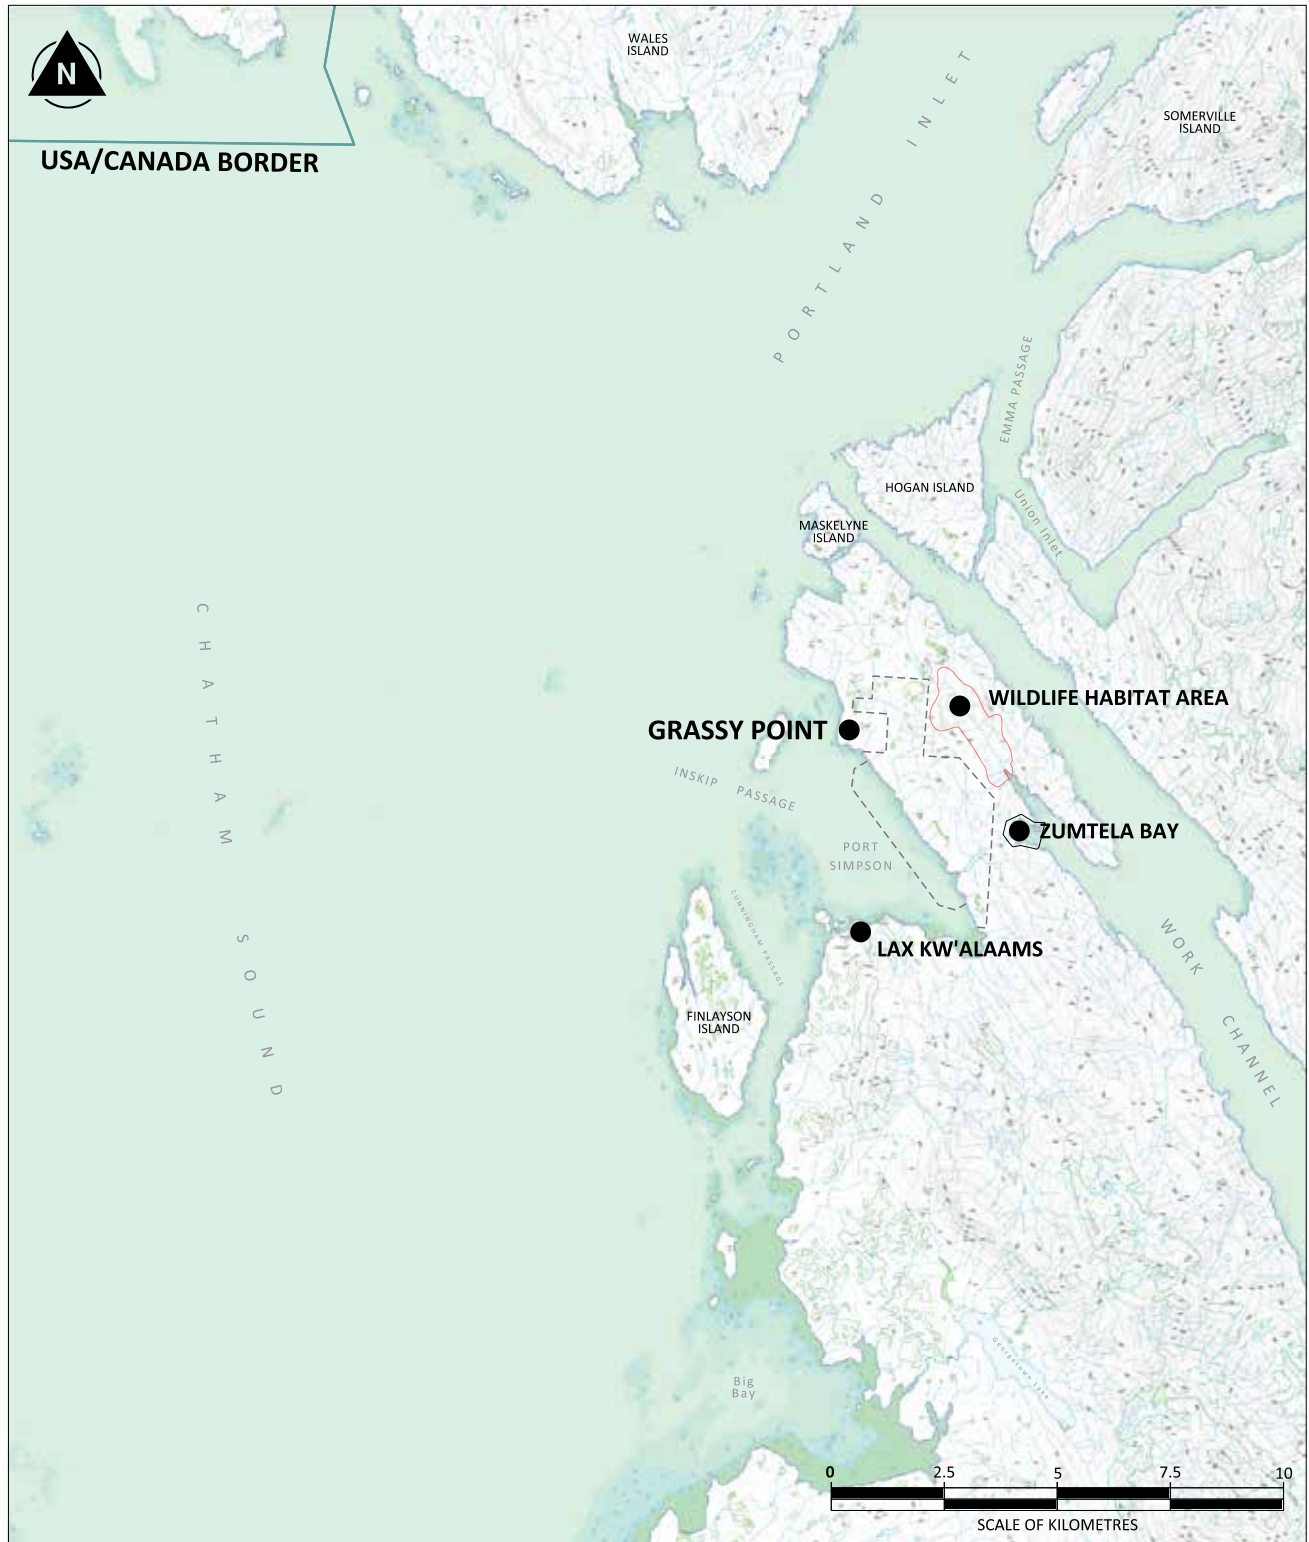 WALES
ISLAND
N
SOMERVILLE
ISLAND
USA/CANADA BORDER
PORTLAND INLET
EMMA PASSAGE
HOGAN ISLAND
Union Inlet
MASKELYNE
ISLAND
CHATHAM SOUND
WILDLIFE HABITAT AREA
GRASSY POINT
INSKIP PASSAGE
ZUMTELA BAY
PORT
SIMPSON
CUNNINGHAM PASSAGE
LAX KW'ALAAMS
WORK CHANNEL
FINLAYSON
ISLAND
Georgetown Lake
Big
Bay
0 2.5 5 7.5 10
SCALE OF KILOMETRES